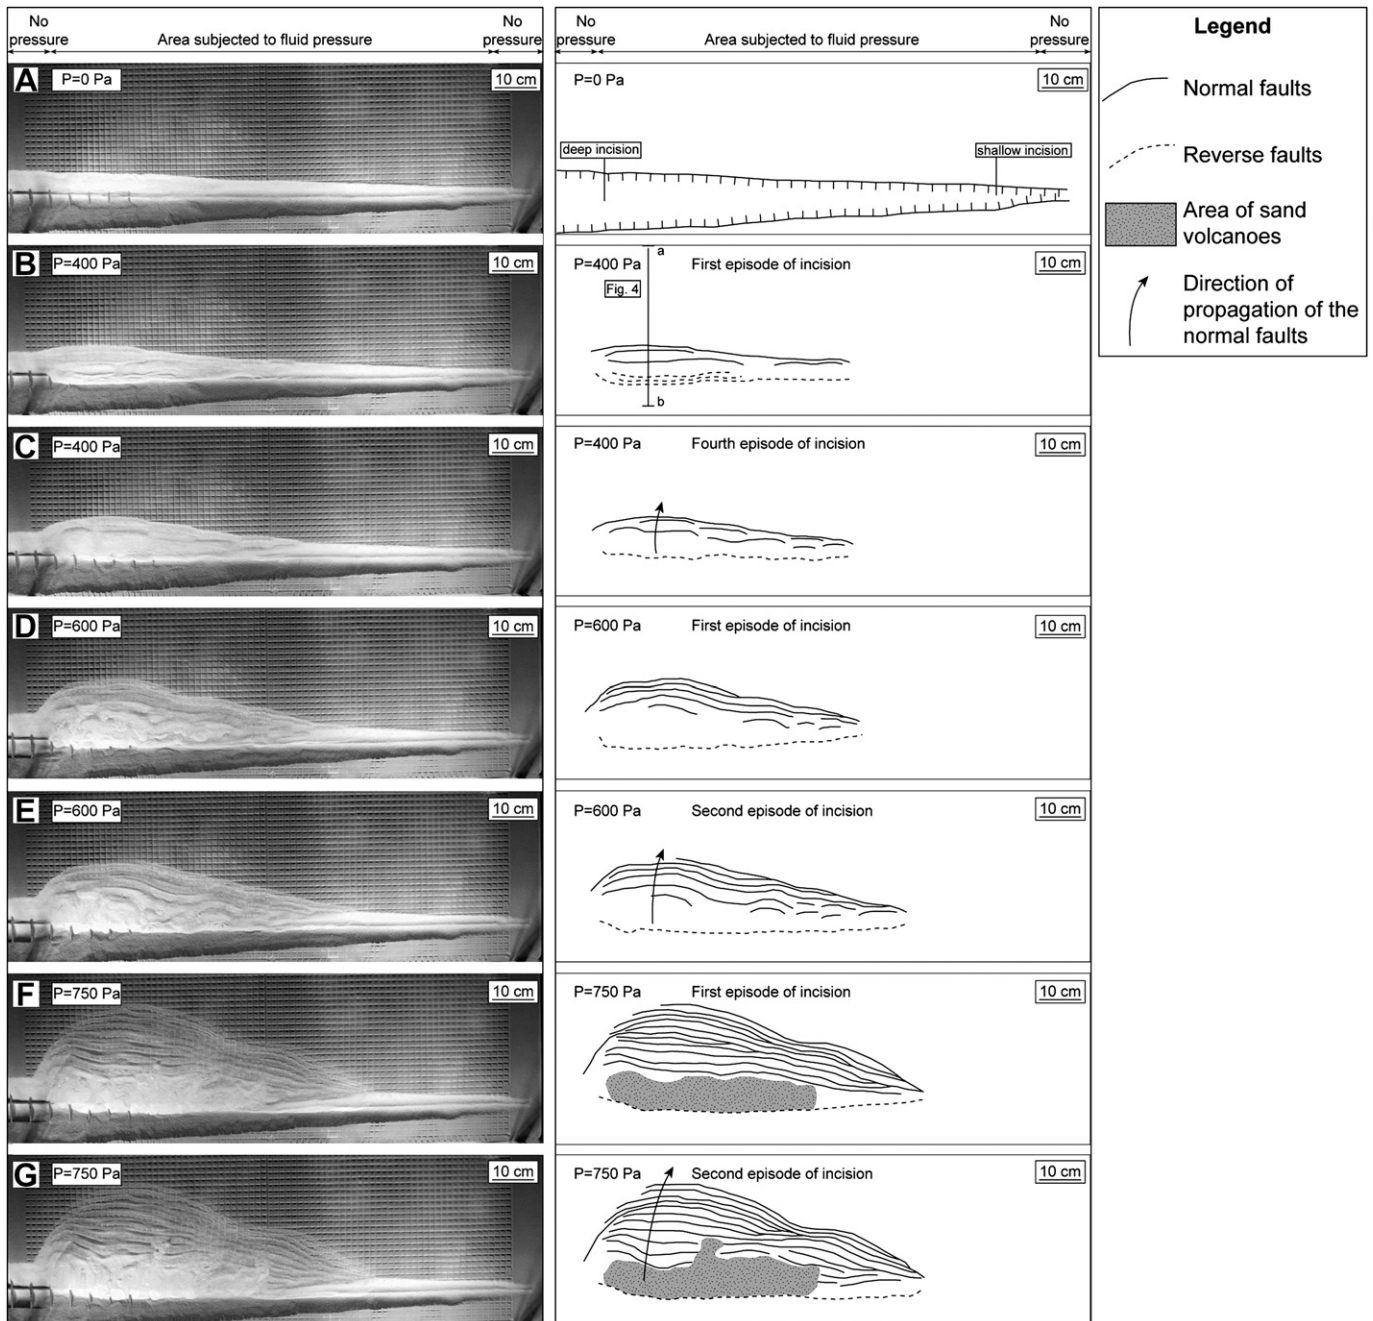 No pressure
Area subjected to fluid pressure
No pressure
No pressure
Area subjected to fluid pressure
No pressure
Legend
Normal faults
Reverse faults
Area of sand
volcanoes
Direction of
propagation of the
normal faults
A
P=0 Pa
10 cm
P=0 Pa
10 cm
deep incision
shallow incision
B
P=400 Pa
10 cm
P=400 Pa
First episode of incision
10 cm
a
Fig. 4
b
C
P=400 Pa
10 cm
P=400 Pa
Fourth episode of incision
10 cm
D
P=600 Pa
10 cm
P=600 Pa
First episode of incision
10 cm
E
P=600 Pa
10 cm
P=600 Pa
Second episode of incision
10 cm
F
P=750 Pa
10 cm
P=750 Pa
First episode of incision
10 cm
G
P=750 Pa
10 cm
P=750 Pa
Second episode of incision
10 cm